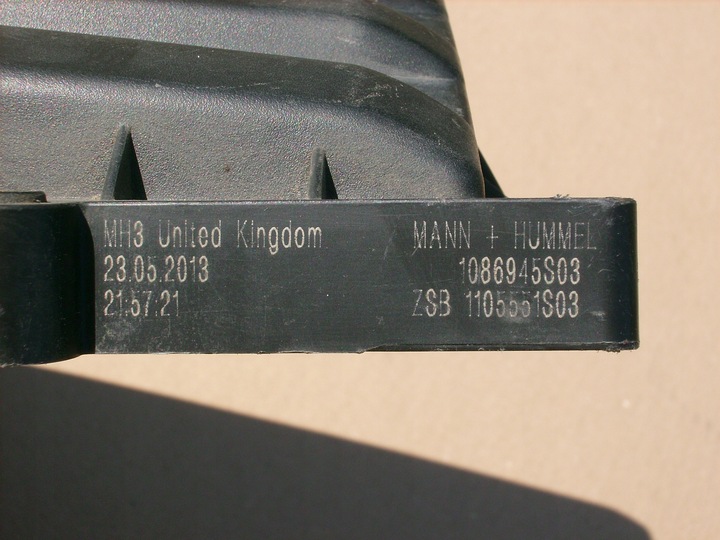 MH3 United Kingdom
23.05.2013
21:57:21
MANN + HUMMEL
1086945S03
ZSB 1105551S03